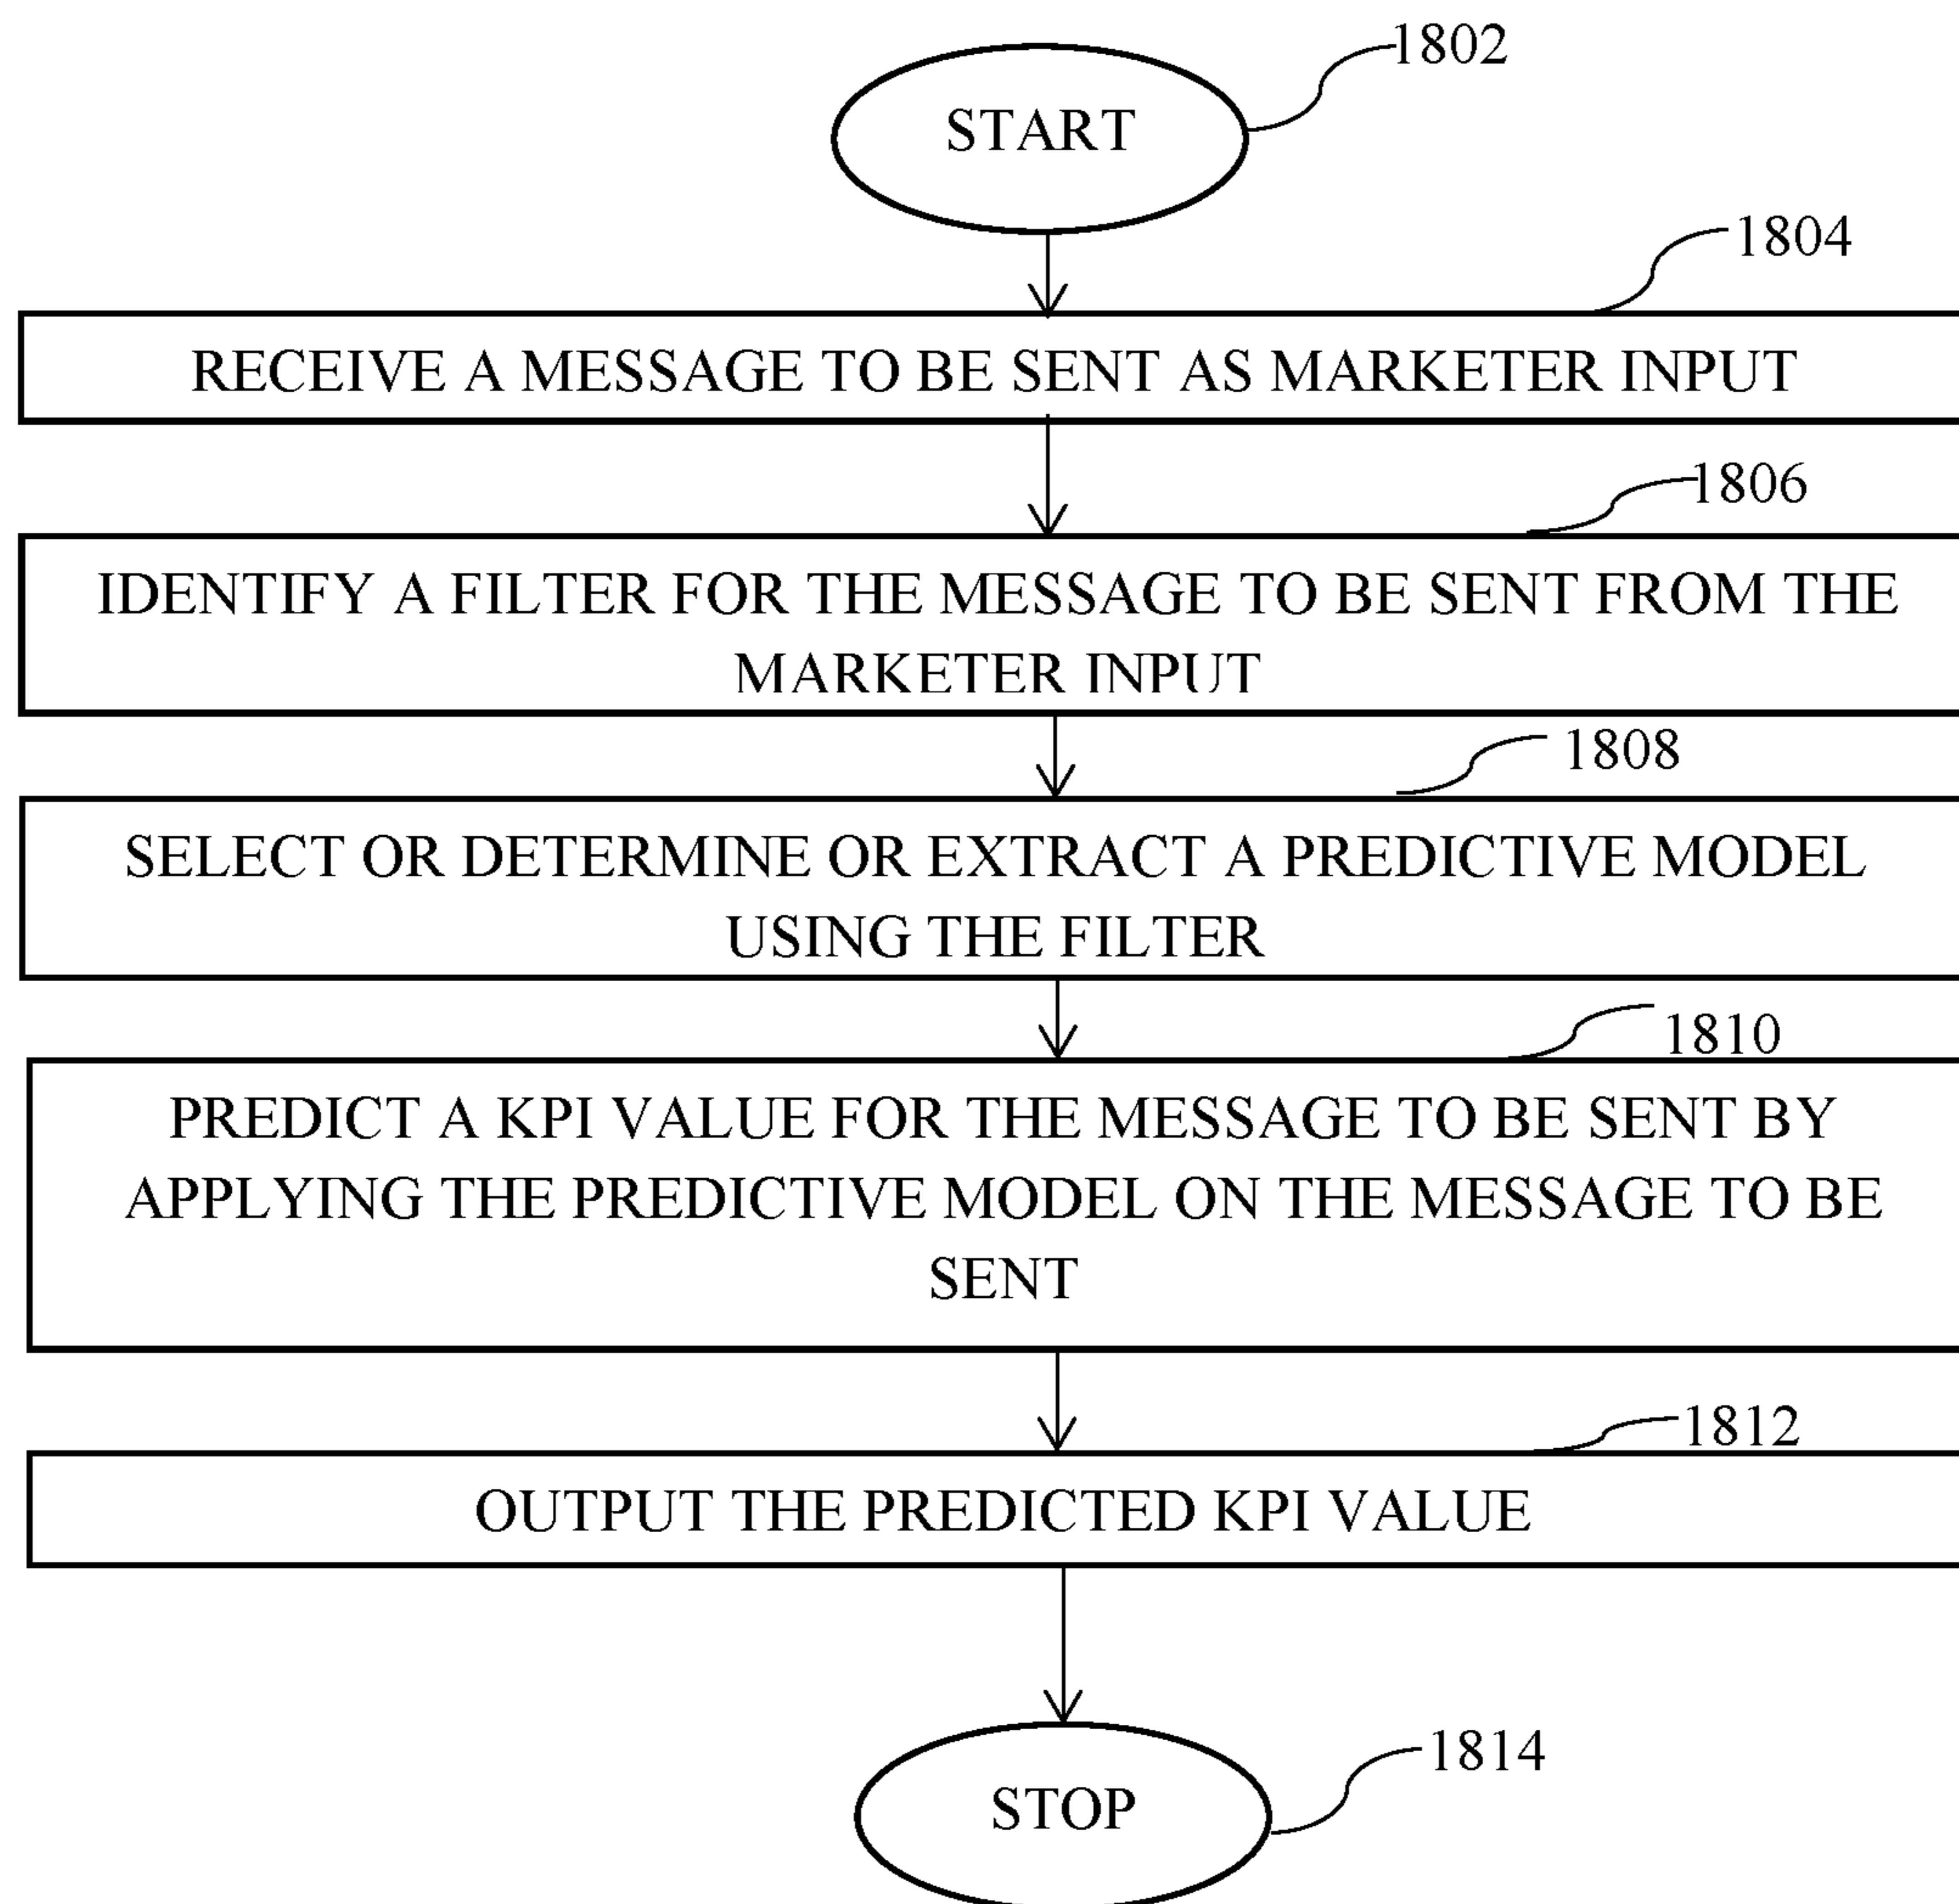 1802
START
1804
RECEIVE A MESSAGE TO BE SENT AS MARKETER INPUT
1806
IDENTIFY A FILTER FOR THE MESSAGE TO BE SENT FROM THE
MARKETER INPUT
1808
SELECT OR DETERMINE OR EXTRACT A PREDICTIVE MODEL
USING THE FILTER
1810
PREDICT A KPI VALUE FOR THE MESSAGE TO BE SENT BY
APPLYING THE PREDICTIVE MODEL ON THE MESSAGE TO BE
SENT
1812
OUTPUT THE PREDICTED KPI VALUE
1814
STOP